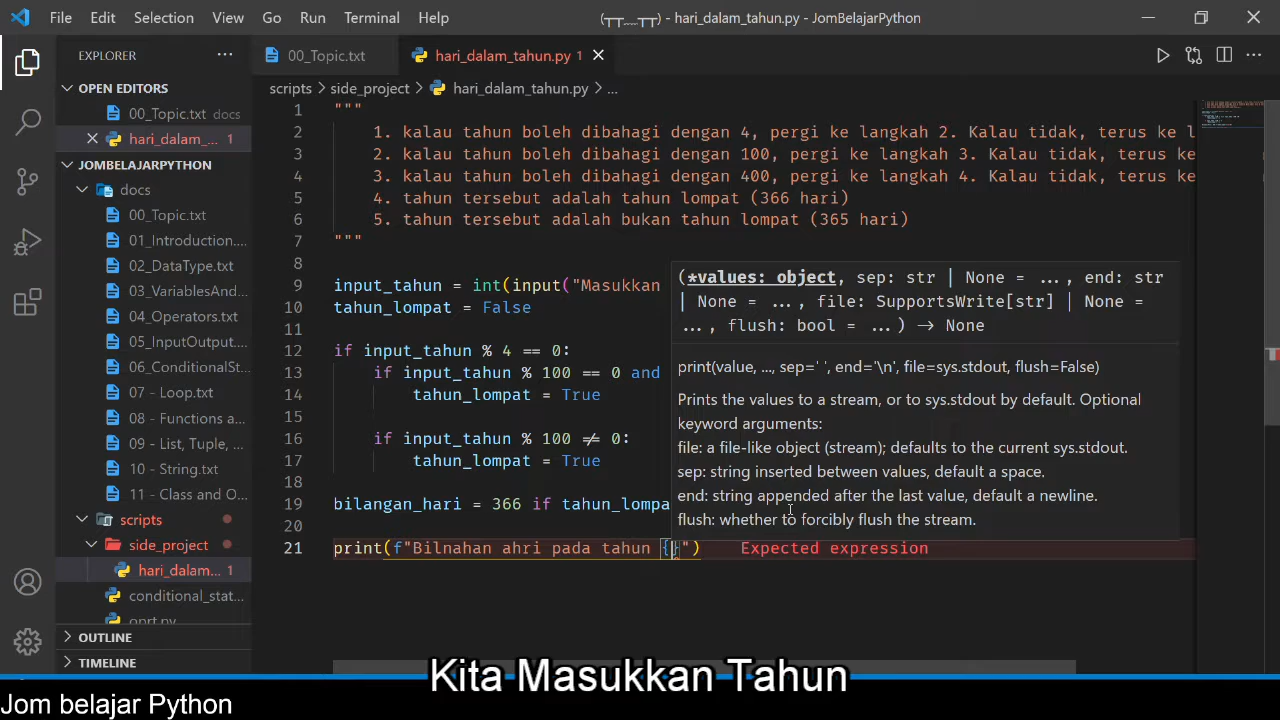 File Edit Selection View Go Run Terminal Help
(┬┬﹏┬┬) - hari_dalam_tahun.py - JomBelajarPython
EXPLORER
00_Topic.txt
hari_dalam_tahun.py 1
OPEN EDITORS
scripts > side_project > hari_dalam_tahun.py > ...
00_Topic.txt docs
hari_dalam_... 1
JOMBELAJARPYTHON
docs
00_Topic.txt
01_Introduction....
02_DataType.txt
03_VariablesAnd...
04_Operators.txt
05_InputOutput....
06_ConditionalSt...
07 - Loop.txt
08 - Functions a...
09 - List, Tuple, ...
10 - String.txt
11 - Class and O...
scripts
side_project
hari_dalam... 1
conditional_stat...
oprt.py
OUTLINE
TIMELINE
1 """
2 1. kalau tahun boleh dibahagi dengan 4, pergi ke langkah 2. Kalau tidak, terus ke l
3 2. kalau tahun boleh dibahagi dengan 100, pergi ke langkah 3. Kalau tidak, terus ke
4 3. kalau tahun boleh dibahagi dengan 400, pergi ke langkah 4. Kalau tidak, terus ke
5 4. tahun tersebut adalah tahun lompat (366 hari)
6 5. tahun tersebut adalah bukan tahun lompat (365 hari)
7 """
8
9 input_tahun = int(input("Masukkan
10 tahun_lompat = False
11
12 if input_tahun % 4 == 0:
13 if input_tahun % 100 == 0 and
14 tahun_lompat = True
15
16 if input_tahun % 100 ≠ 0:
17 tahun_lompat = True
18
19 bilangan_hari = 366 if tahun_lompa
20
21 print(f"Bilnahan ahri pada tahun {}") Expected expression
(*values: object, sep: str | None = ..., end: str
| None = ..., file: SupportsWrite[str] | None =
..., flush: bool = ...) → None
print(value, ..., sep=' ', end='\n', file=sys.stdout, flush=False)
Prints the values to a stream, or to sys.stdout by default. Optional
keyword arguments:
file: a file-like object (stream); defaults to the current sys.stdout.
sep: string inserted between values, default a space.
end: string appended after the last value, default a newline.
flush: whether to forcibly flush the stream.
Kita Masukkan Tahun
Jom belajar Python